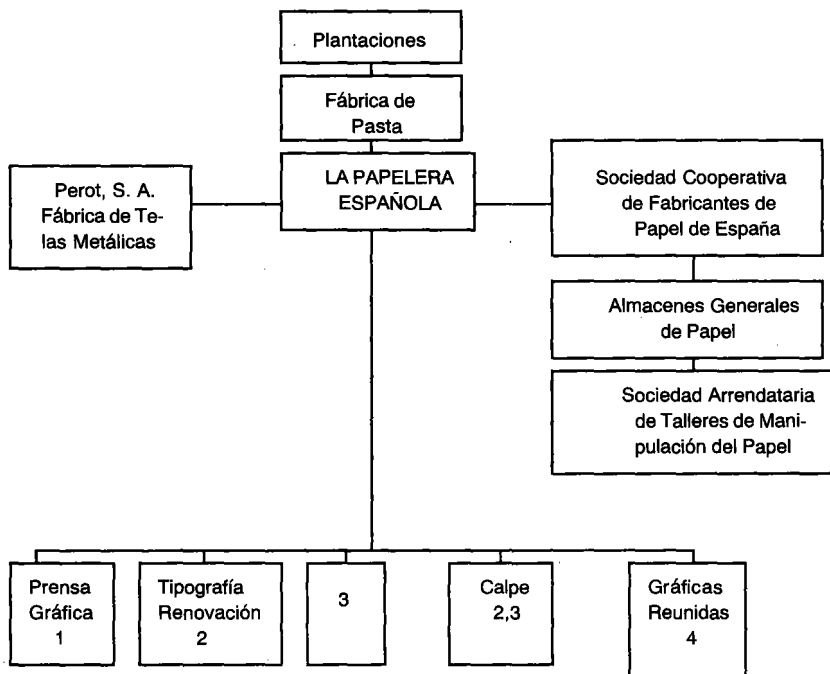 Plantaciones
Fábrica de
Pasta
LA PAPELERA
ESPAÑOLA
Perot, S. A.
Fábrica de Te-
las Metálicas
Sociedad Cooperativa
de Fabricantes de
Papel de España
Almacenes Generales
de Papel
Sociedad Arrendataria
de Talleres de Mani-
pulación del Papel
Prensa
Gráfica
1
Tipografía
Renovación
2
3
Calpe
2,3
Gráficas
Reunidas
4